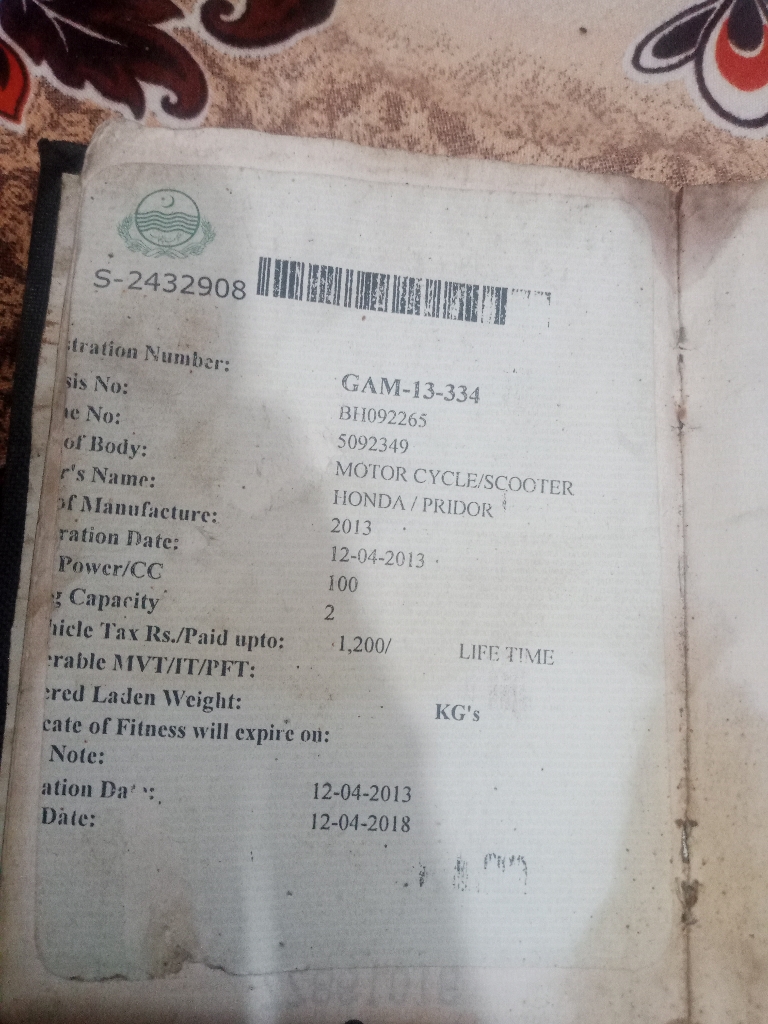 S-2432908
tration Number: GAM-13-334
sis No: BH092265
e No: 5092349
of Body: MOTOR CYCLE/SCOOTER
r's Name: HONDA / PRIDOR
of Manufacture: 2013
ration Date: 12-04-2013
Power/CC 100
g Capacity 2
hicle Tax Rs./Paid upto: 1,200/ LIFE TIME
erable MVT/IT/PFT:
ered Laden Weight: KG's
cate of Fitness will expire on:
Note:
ation Date: 12-04-2013
Date: 12-04-2018